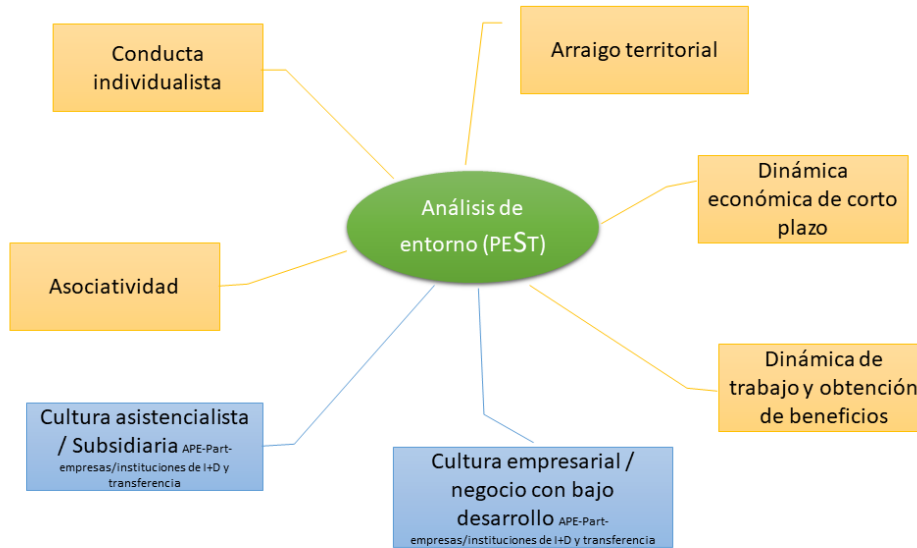 Conducta
individualista
Arraigo territorial
Análisis de
entorno (PEST)
Dinámica
económica de corto
plazo
Asociatividad
Dinámica de
trabajo y obtención
de beneficios
Cultura asistencialista
/ Subsidiaria APE-Part-
empresas/instituciones de I+D y
transferencia
Cultura empresarial /
negocio con bajo
desarrollo APE-Part-
empresas/instituciones de I+D y transferencia